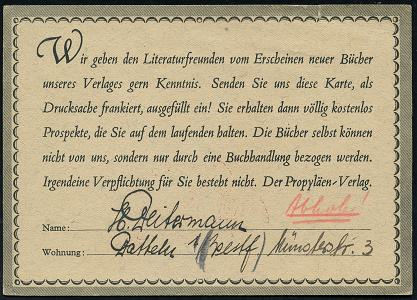 Wir geben den Literaturfreunden vom Erscheinen neuer Bücher
unseres Verlages gern Kenntnis. Senden Sie uns diese Karte, als
Drucksache frankiert, ausgefüllt ein! Sie erhalten dann völlig kostenlos
Prospekte, die Sie auf dem laufenden halten. Die Bücher selbst können
nicht von uns, sondern nur durch eine Buchhandlung bezogen werden.
Irgendeine Verpflichtung für Sie besteht nicht. Der Propyläen-Verlag.
Name: Deitermann
Wohnung: Datteln Münsterstr. 3